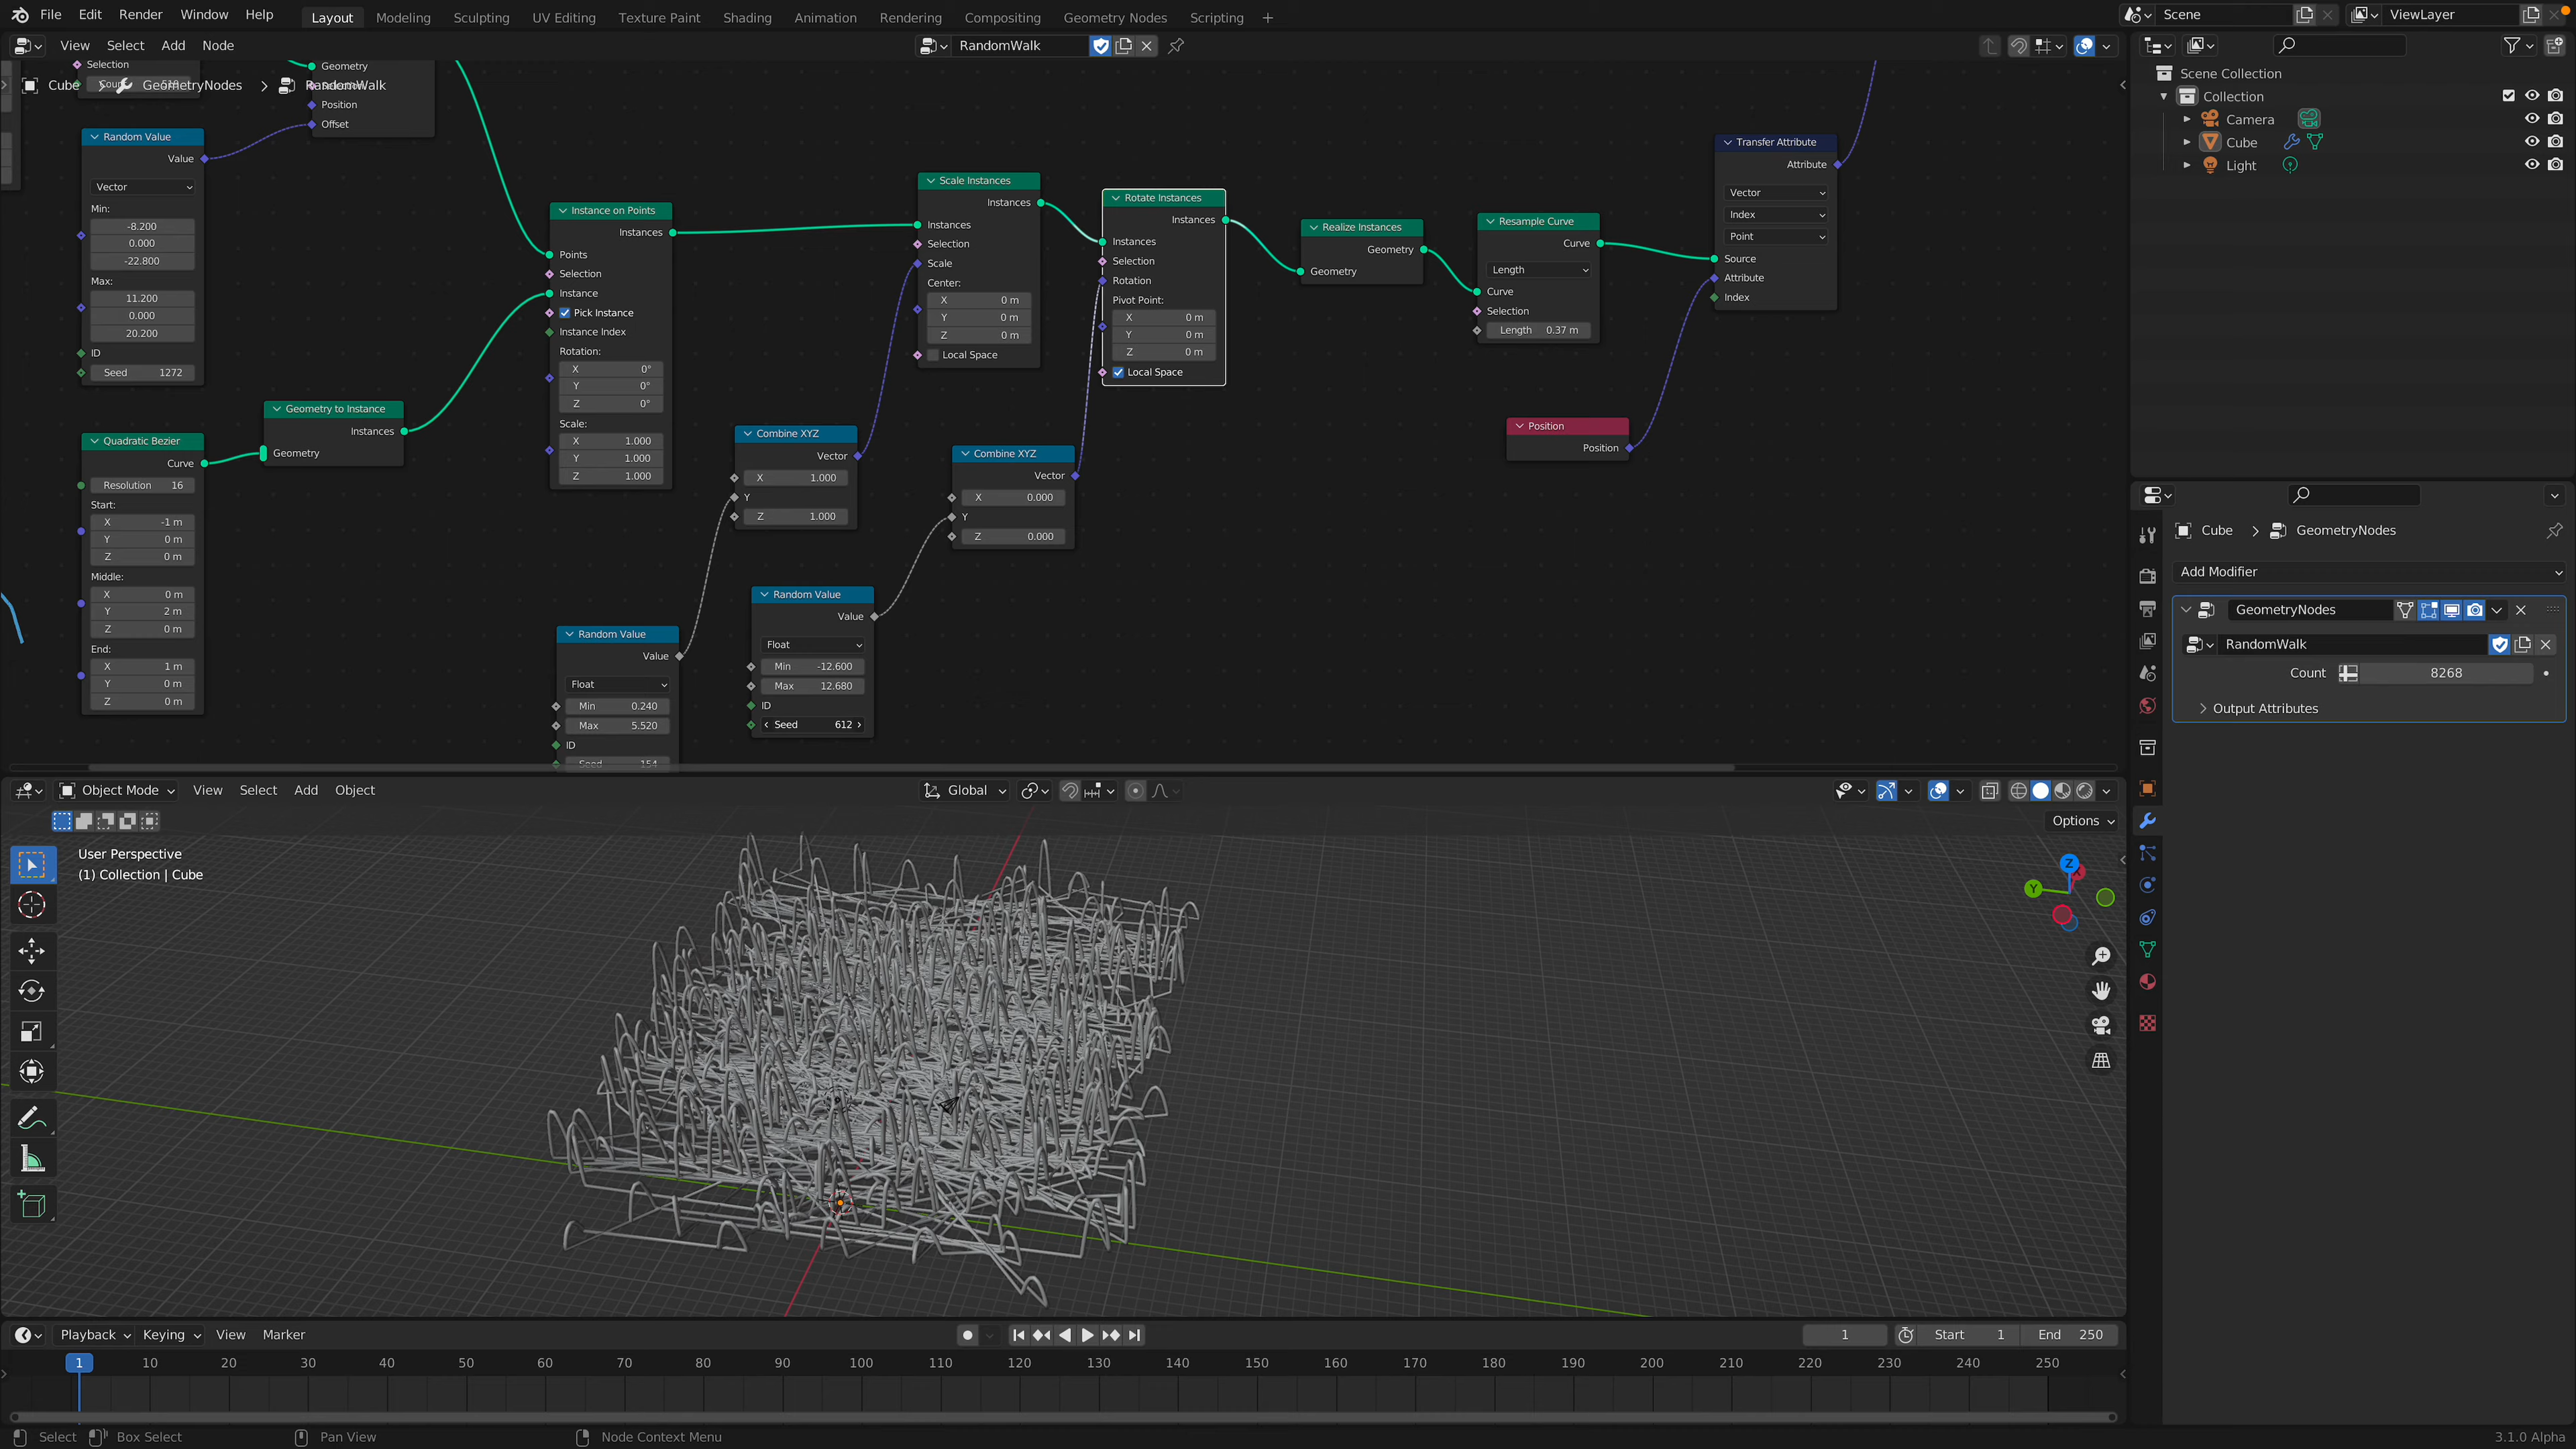 File Edit Render Window Help Layout Modeling Sculpting UV Editing Texture Paint Shading Animation Rendering Compositing Geometry Nodes Scripting + Scene ViewLayer
View Select Add Node RandomWalk
Selection
Geometry
Cube > GeometryNodes > RandomWalk
Position
Offset
Random Value
Value
Vector
Min:
-8.200
0.000
-22.800
Max:
11.200
0.000
20.200
ID
Seed 1272
Quadratic Bezier
Curve
Resolution 16
Start:
X -1 m
Y 0 m
Z 0 m
Middle:
X 0 m
Y 2 m
Z 0 m
End:
X 1 m
Y 0 m
Z 0 m
Geometry to Instance
Instances
Geometry
Instance on Points
Instances
Points
Selection
Instance
Pick Instance
Instance Index
Rotation:
X 0°
Y 0°
Z 0°
Scale:
X 1.000
Y 1.000
Z 1.000
Random Value
Value
Float
Min 0.240
Max 5.520
ID
Seed 154
Combine XYZ
Vector
X 1.000
Y
Z 1.000
Random Value
Value
Float
Min -12.600
Max 12.680
ID
Seed 612
Scale Instances
Instances
Instances
Selection
Scale
Center:
X 0 m
Y 0 m
Z 0 m
Local Space
Combine XYZ
Vector
X 0.000
Y
Z 0.000
Rotate Instances
Instances
Instances
Selection
Rotation
Pivot Point:
X 0 m
Y 0 m
Z 0 m
Local Space
Realize Instances
Geometry
Geometry
Resample Curve
Curve
Length
Curve
Selection
Length 0.37 m
Position
Position
Transfer Attribute
Attribute
Vector
Index
Point
Source
Attribute
Index
Scene Collection
Collection
Camera
Cube
Light
Cube > GeometryNodes
Add Modifier
GeometryNodes
RandomWalk
Count 8268
Output Attributes
Object Mode View Select Add Object Global
Options
User Perspective
(1) Collection | Cube
Z
X
Y
Playback Keying View Marker 1 Start 1 End 250
1 10 20 30 40 50 60 70 80 90 100 110 120 130 140 150 160 170 180 190 200 210 220 230 240 250
Select Box Select Pan View Node Context Menu 3.1.0 Alpha